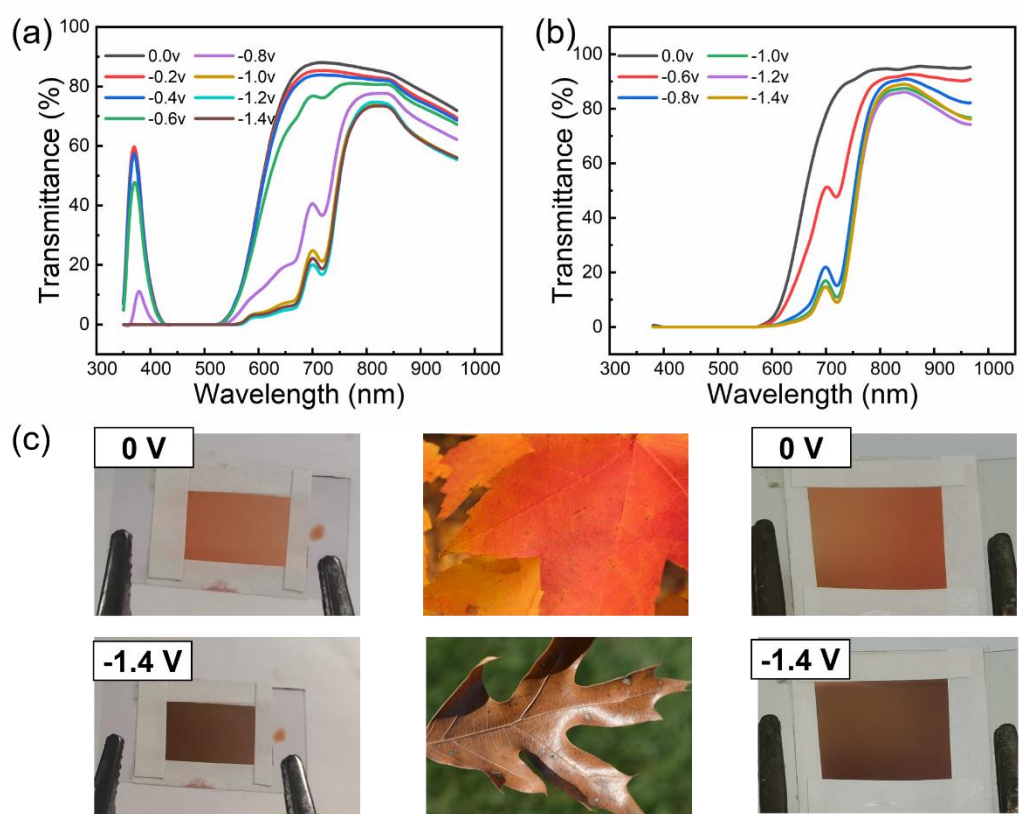 (a)
100
80
60
40
20
0
Transmittance (%)
0.0v
-0.2v
-0.4v
-0.6v
-0.8v
-1.0v
-1.2v
-1.4v
300 400 500 600 700 800 900 1000
Wavelength (nm)
(b)
100
80
60
40
20
0
Transmittance (%)
0.0v
-0.6v
-0.8v
-1.0v
-1.2v
-1.4v
300 400 500 600 700 800 900 1000
Wavelength (nm)
(c)
0 V
0 V
-1.4 V
-1.4 V